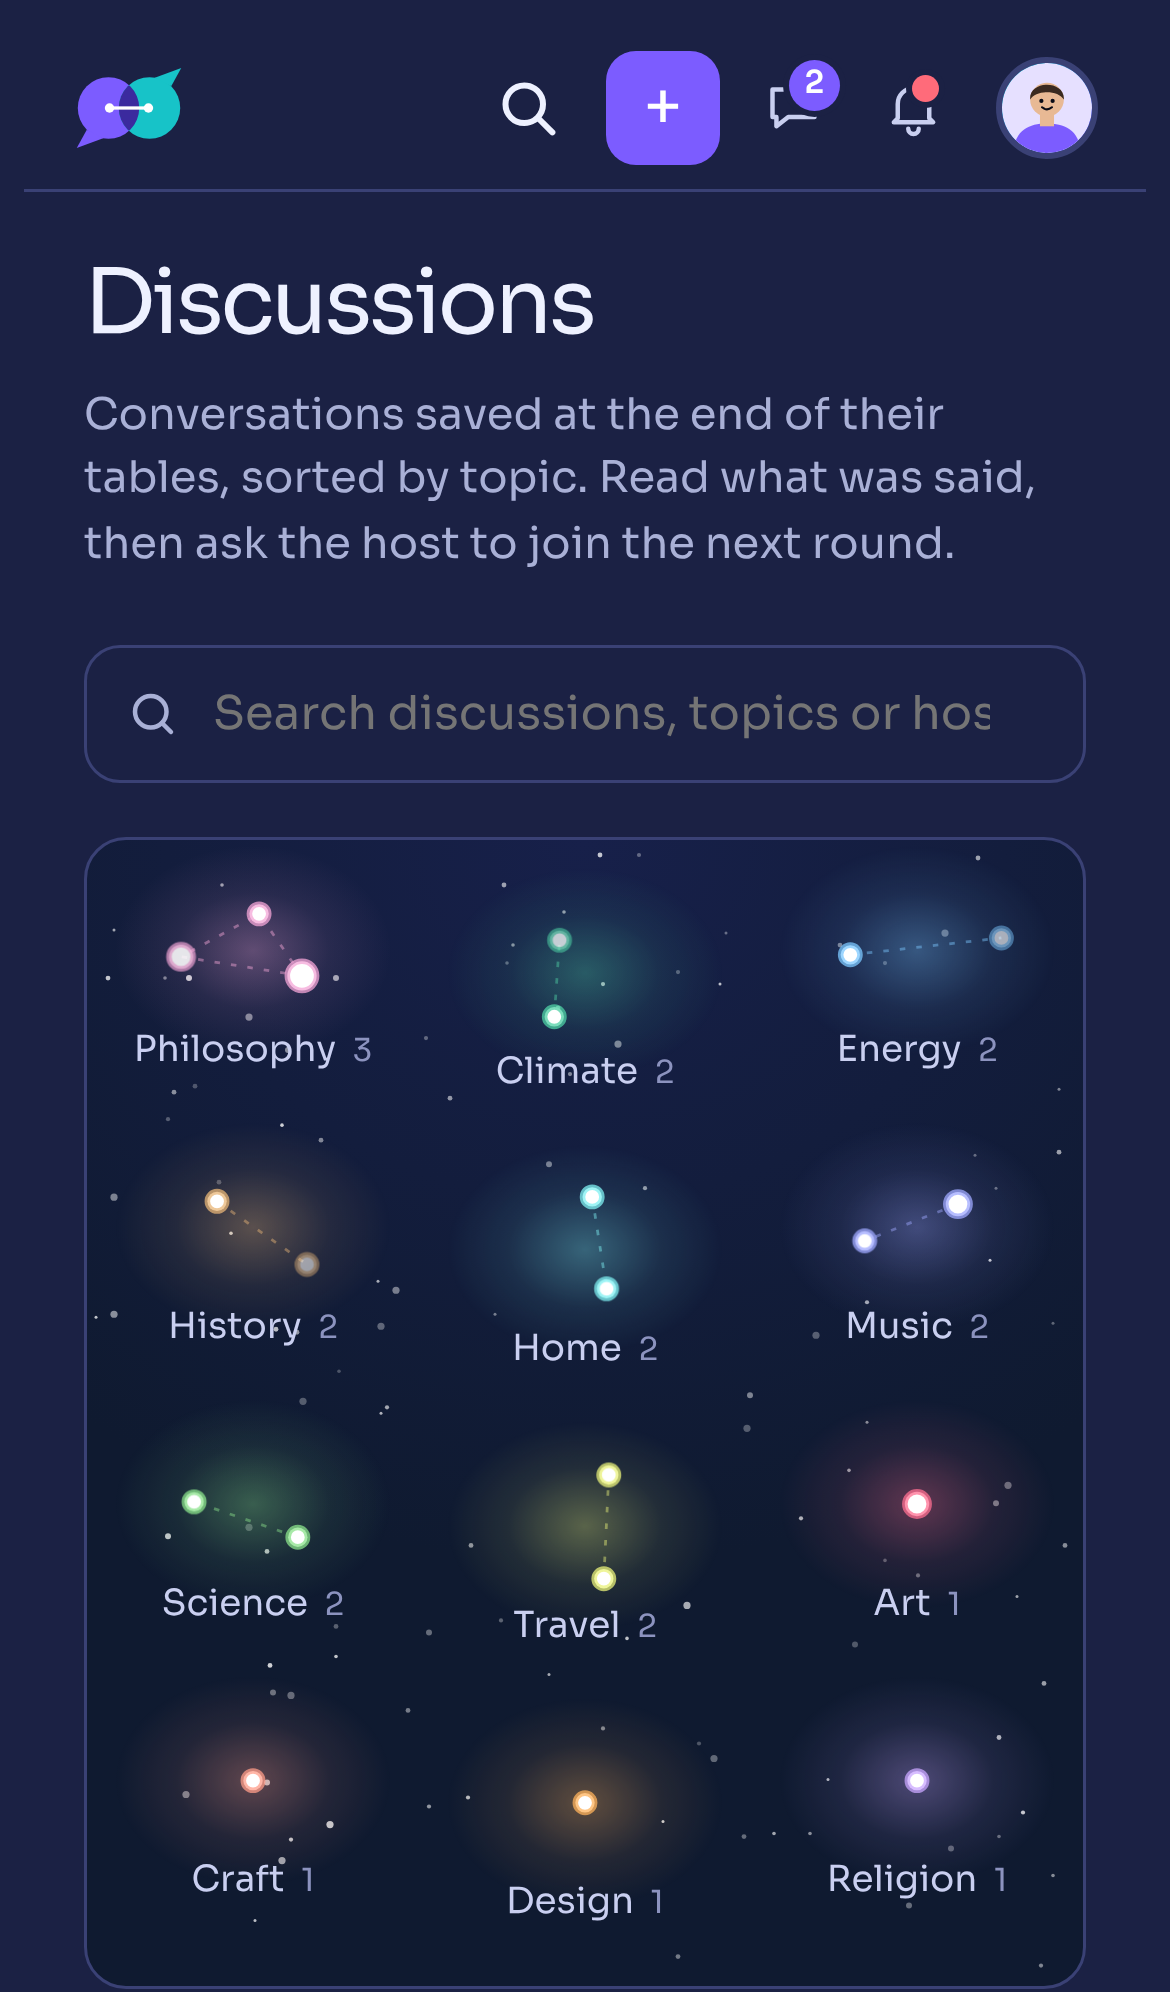 +
2
Discussions
Conversations saved at the end of their
tables, sorted by topic. Read what was said,
then ask the host to join the next round.
Search discussions, topics or hos
Philosophy 3
Climate 2
Energy 2
History 2
Home 2
Music 2
Science 2
Travel 2
Art 1
Craft 1
Design 1
Religion 1